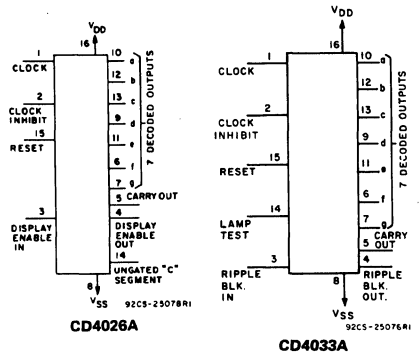 VDD
16
1
CLOCK
2
CLOCK
INHIBIT
15
RESET
3
DISPLAY
ENABLE
IN
10 a
12 b
13 c
9 d
11 e
6 f
7 g
7 DECODED OUTPUTS
5 CARRY OUT
4
DISPLAY
ENABLE
OUT
14
UNGATED "C"
SEGMENT
8
VSS
92CS-25078R1
CD4026A
VDD
16
1
CLOCK
2
CLOCK
INHIBIT
15
RESET
14
LAMP
TEST
3
RIPPLE
BLK.
IN
10 a
12 b
13 c
9 d
11 e
6 f
7 g
7 DECODED OUTPUTS
CARRY
OUT
5
4
RIPPLE
BLK.
OUT.
8
VSS
92CS-25076R1
CD4033A